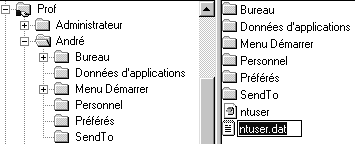 Prof
Administrateur
André
Bureau
Données d'applications
Menu Démarrer
Personnel
Préférés
SendTo
Bureau
Données d'applications
Menu Démarrer
Personnel
Préférés
SendTo
ntuser
ntuser.dat